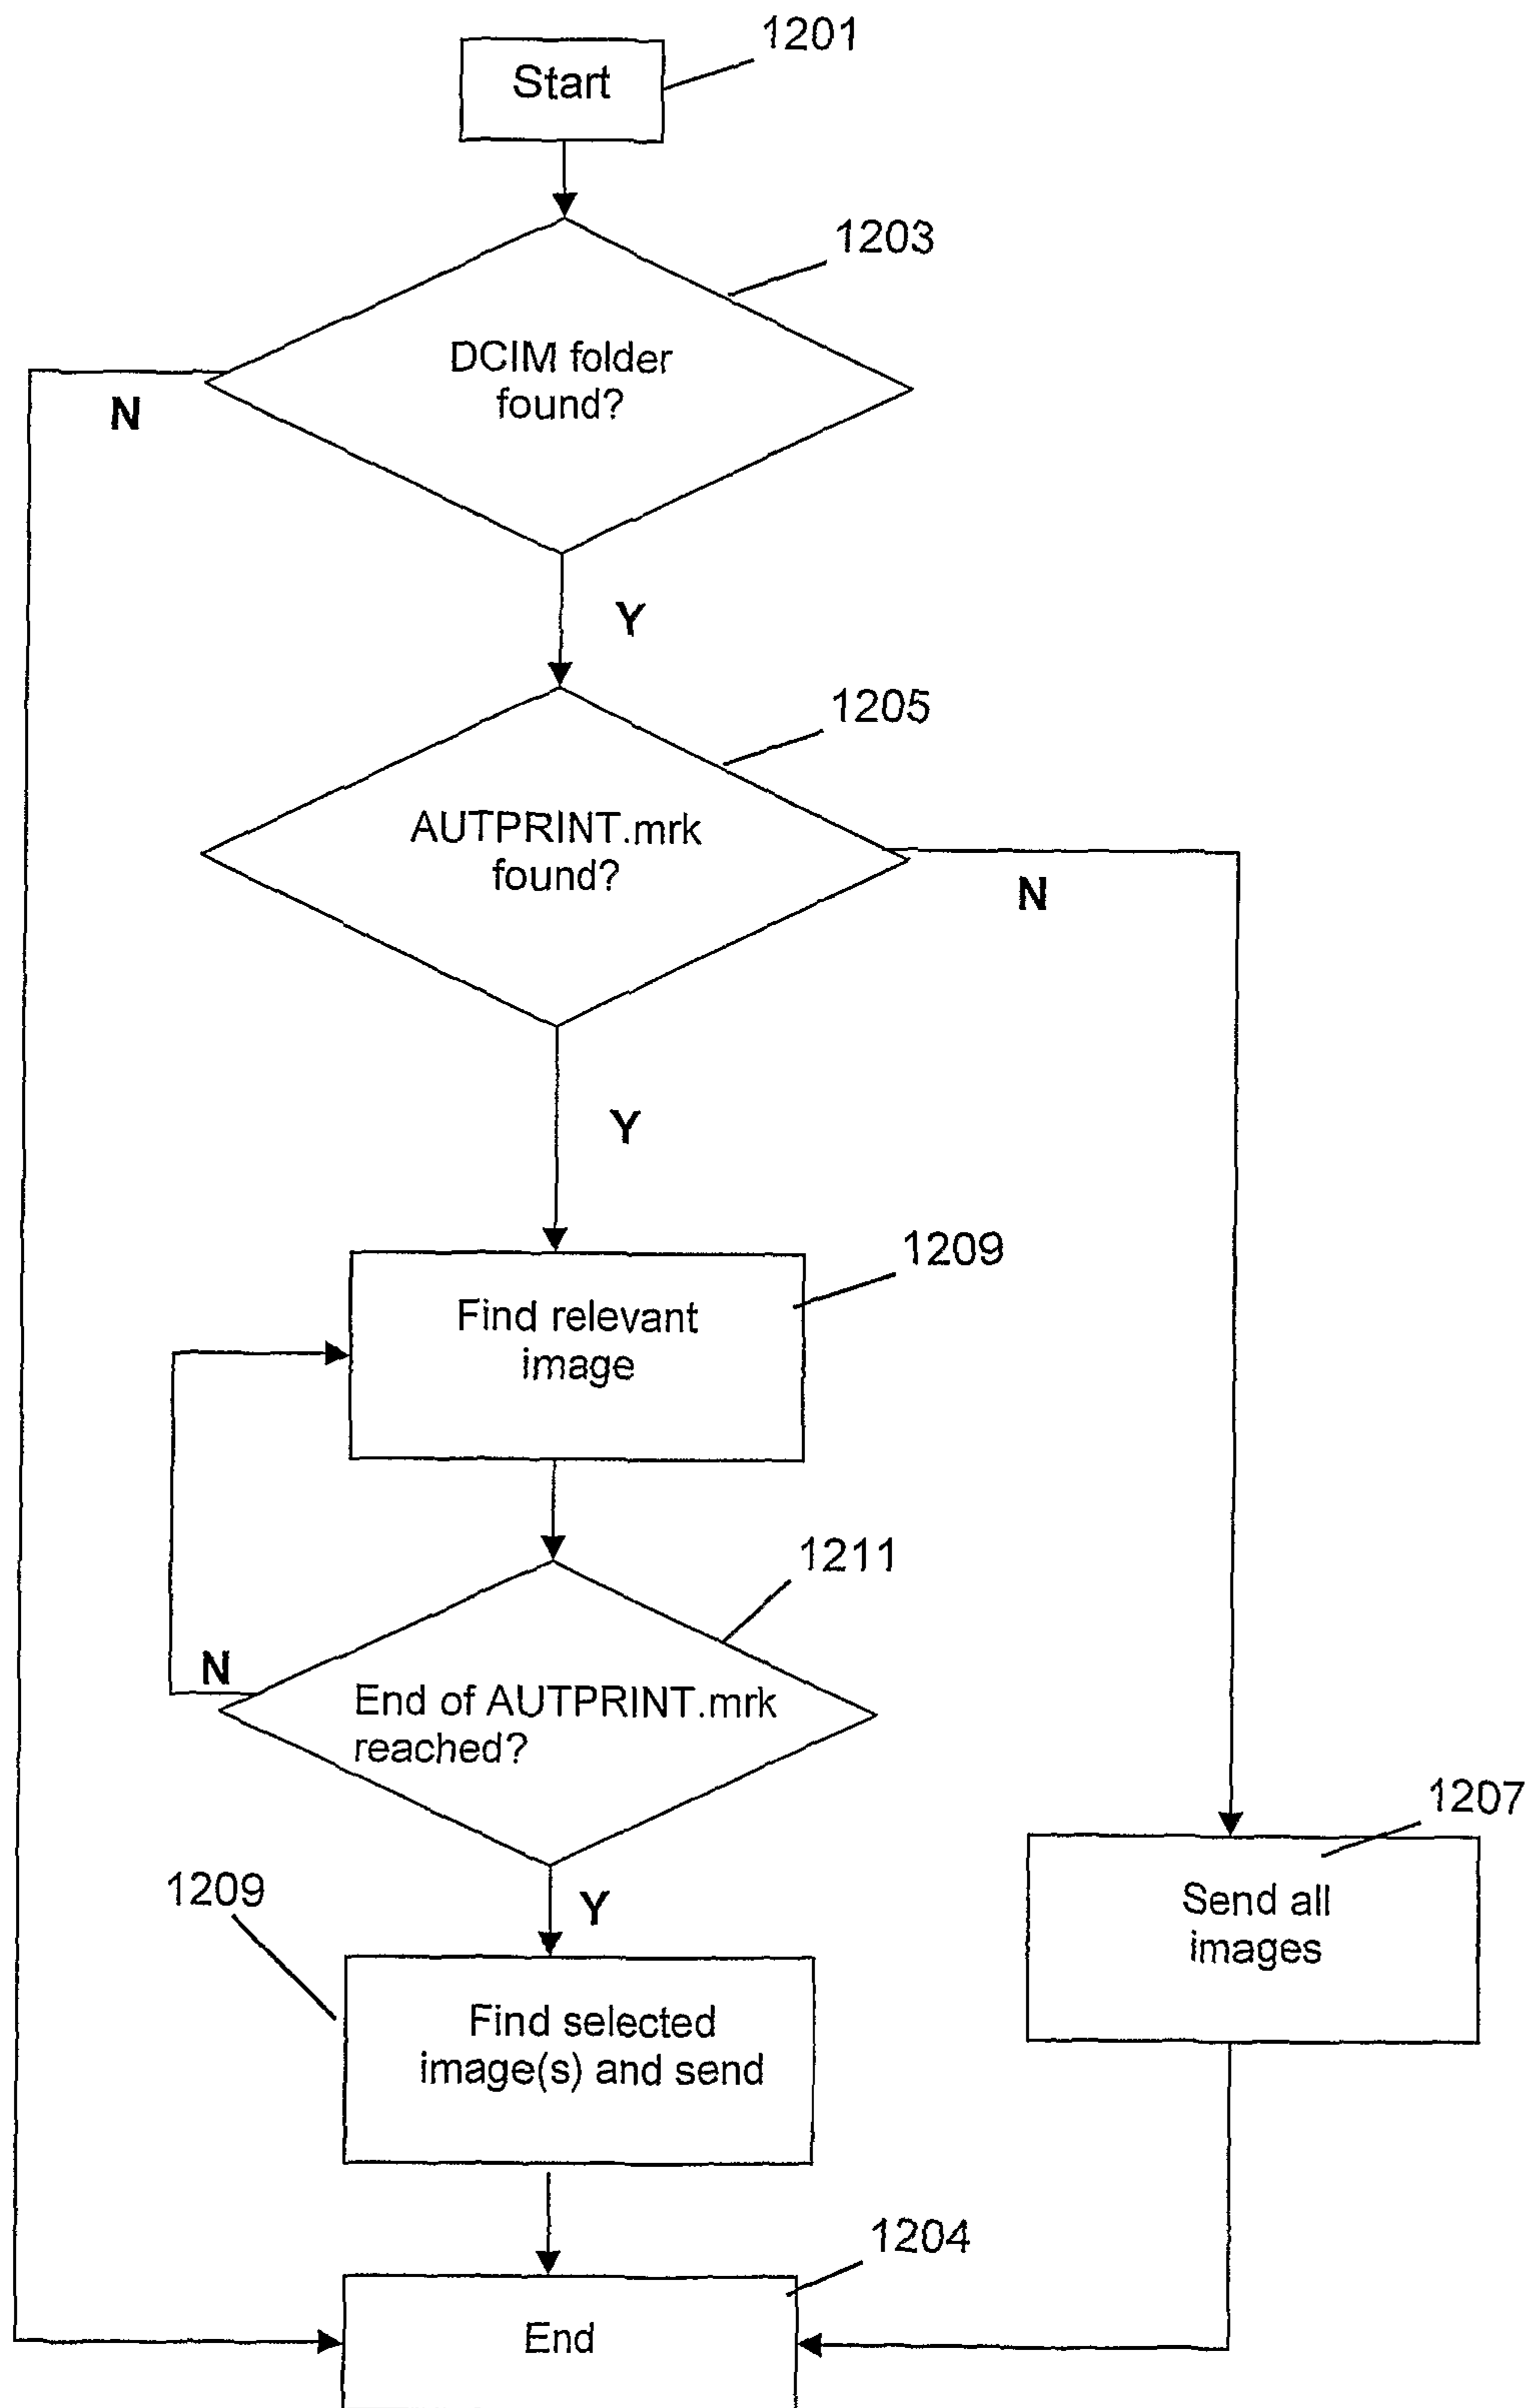 1201
Start
1203
DCIM folder
found?
N
Y
1205
AUTPRINT.mrk
found?
N
Y
1209
Find relevant
image
1211
N
End of AUTPRINT.mrk
reached?
1207
Send all
images
1209
Y
Find selected
image(s) and send
1204
End